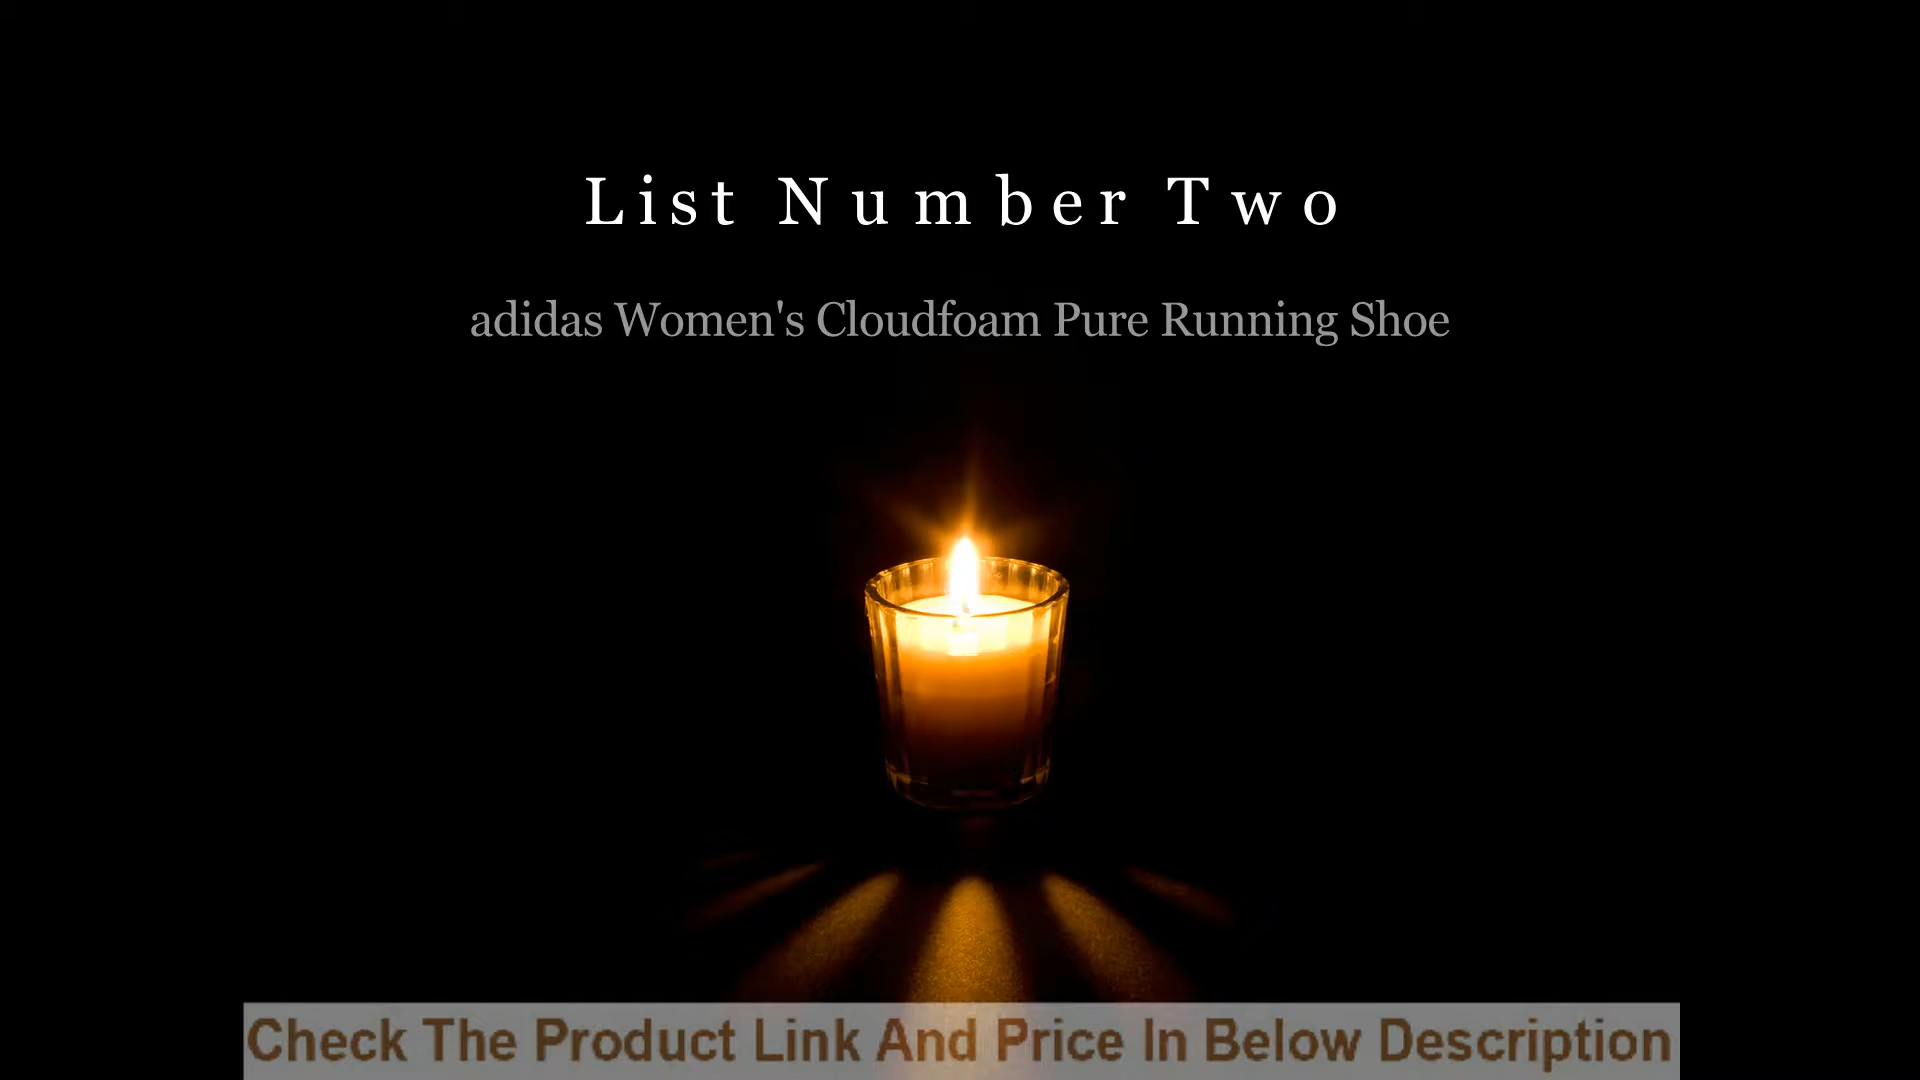 List Number Two
adidas Women's Cloudfoam Pure Running Shoe
Check The Product Link And Price In Below Description